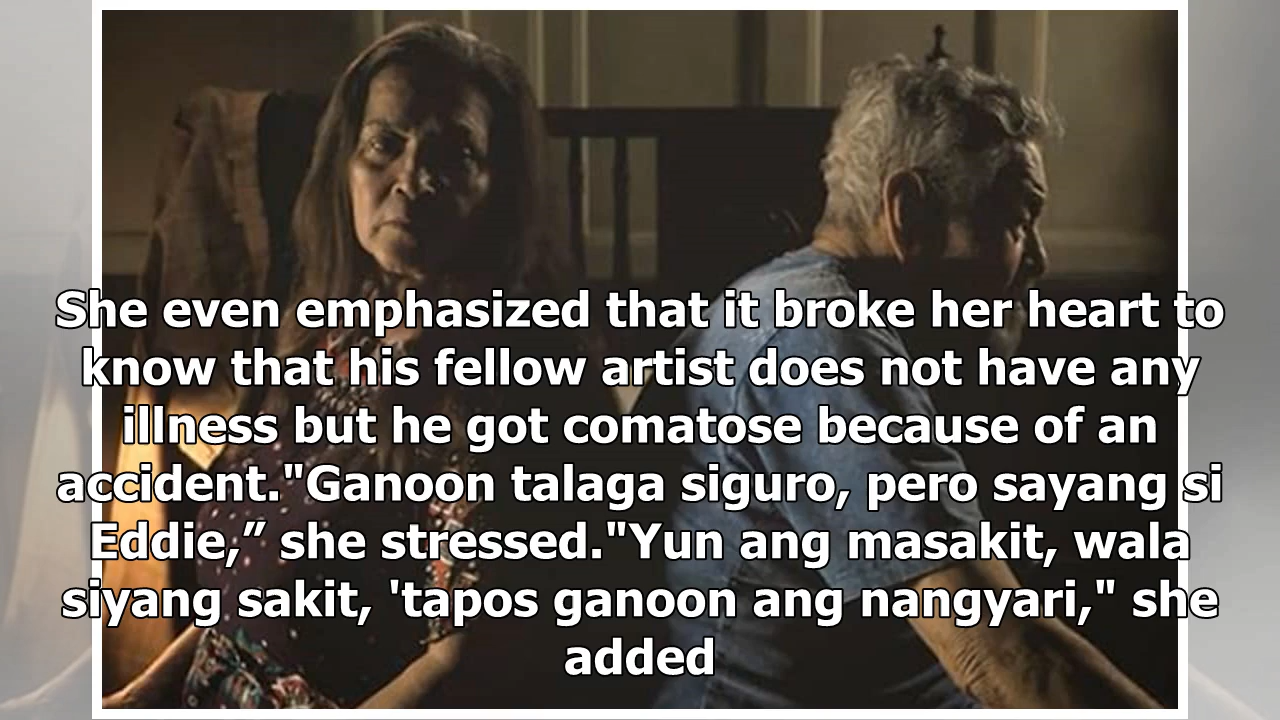 She even emphasized that it broke her heart to
know that his fellow artist does not have any
illness but he got comatose because of an
accident."Ganoon talaga siguro, pero sayang si
Eddie,” she stressed."Yun ang masakit, wala
siyang sakit, 'tapos ganoon ang nangyari," she
added